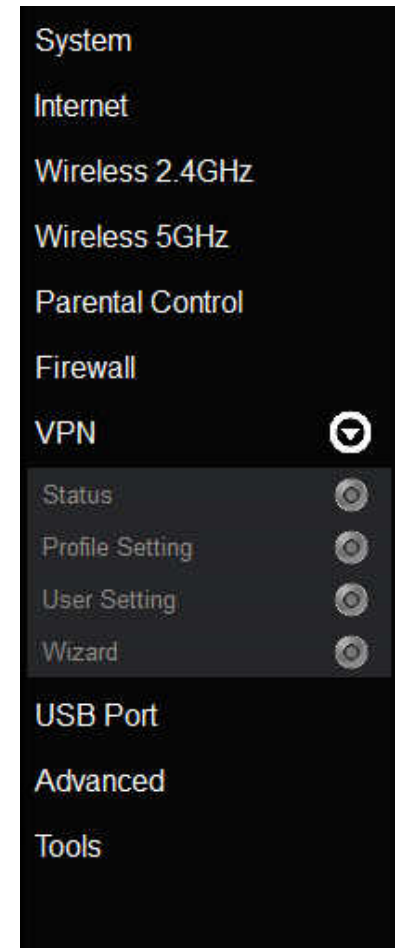 System
Internet
Wireless 2.4GHz
Wireless 5GHz
Parental Control
Firewall
VPN
Status
Profile Setting
User Setting
Wizard
USB Port
Advanced
Tools